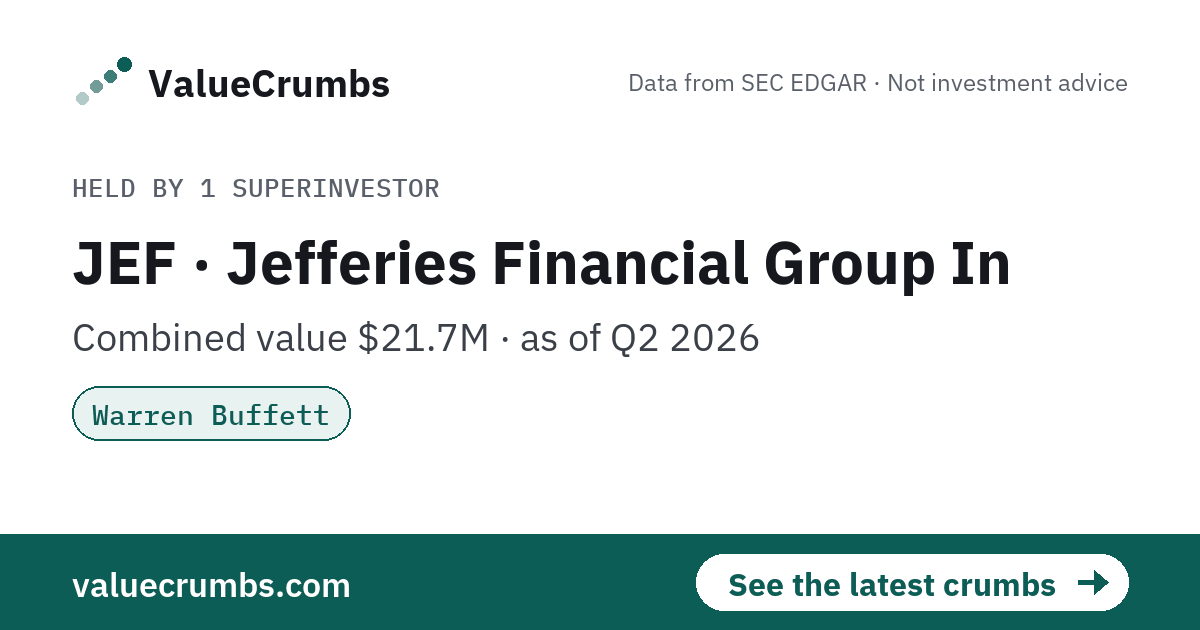 ValueCrumbs
Data from SEC EDGAR · Not investment advice
HELD BY 1 SUPERINVESTOR
JEF · Jefferies Financial Group In
Combined value $21.7M · as of Q2 2026
Warren Buffett
valuecrumbs.com
See the latest crumbs →